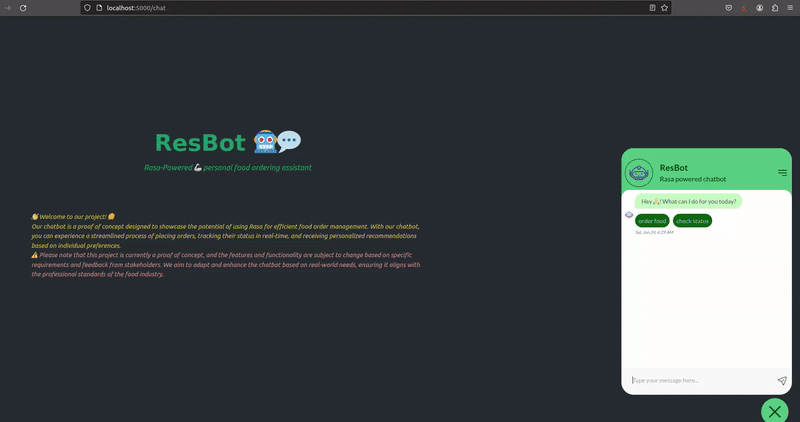 localhost:5000/chat
ResBot
Rasa-Powered 🦾 personal food ordering assistant
👋 Welcome to our project! 😊
Our chatbot is a proof of concept designed to showcase the potential of using Rasa for efficient food order management. With our chatbot,
you can experience a streamlined process of placing orders, tracking their status in real-time, and receiving personalized recommendations
based on individual preferences.
⚠️ Please note that this project is currently a proof of concept, and the features and functionality are subject to change based on specific
requirements and feedback from stakeholders. We aim to adapt and enhance the chatbot based on real-world needs, ensuring it aligns with
the professional standards of the food industry.
ResBot
Rasa powered chatbot
Hey👋! What can I do for you today?
order food check status
Sat, Jun 24, 4:29 AM
Type your message here...